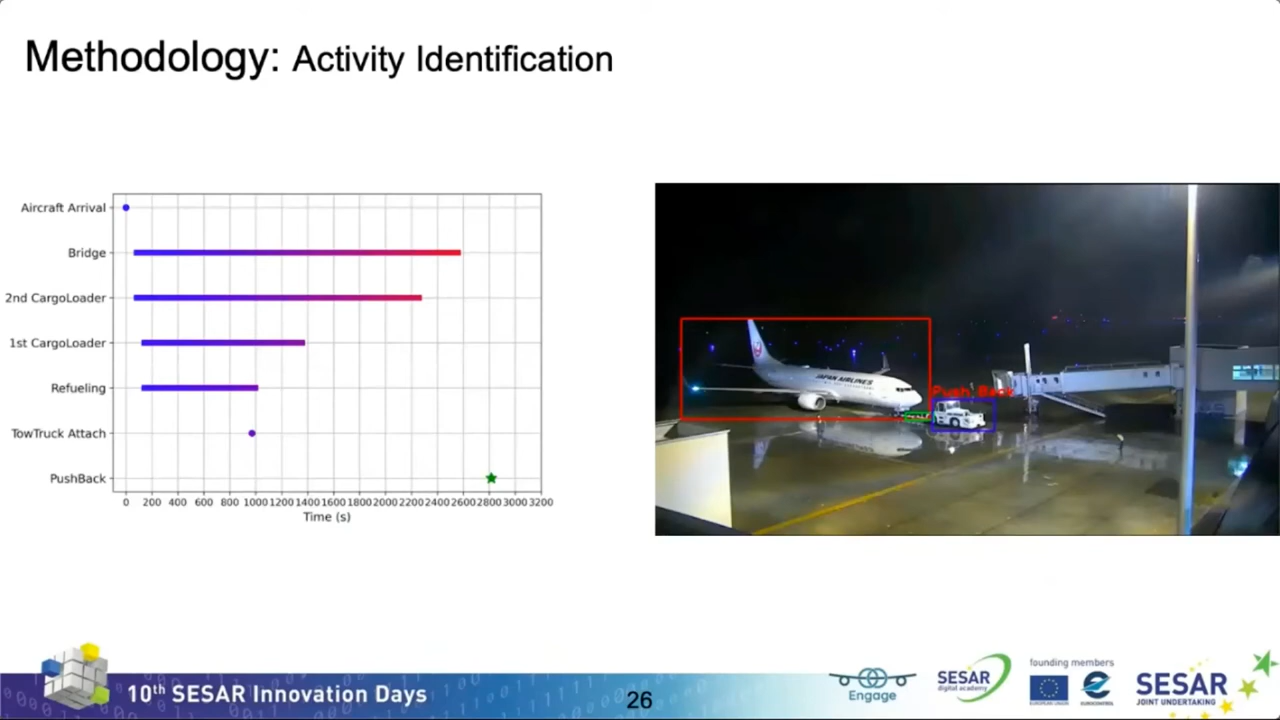 Methodology: Activity Identification
Aircraft Arrival
Bridge
2nd CargoLoader
1st CargoLoader
Refueling
TowTruck Attach
PushBack
0 200 400 600 800 1000 1200 1400 1600 1800 2000 2200 2400 2600 2800 3000 3200
Time (s)
JAPAN AIRLINES
Push Back
10th SESAR Innovation Days
26
Engage
SESAR
digital academy
founding members
EUROPEAN UNION
EUROCONTROL
SESAR
JOINT UNDERTAKING